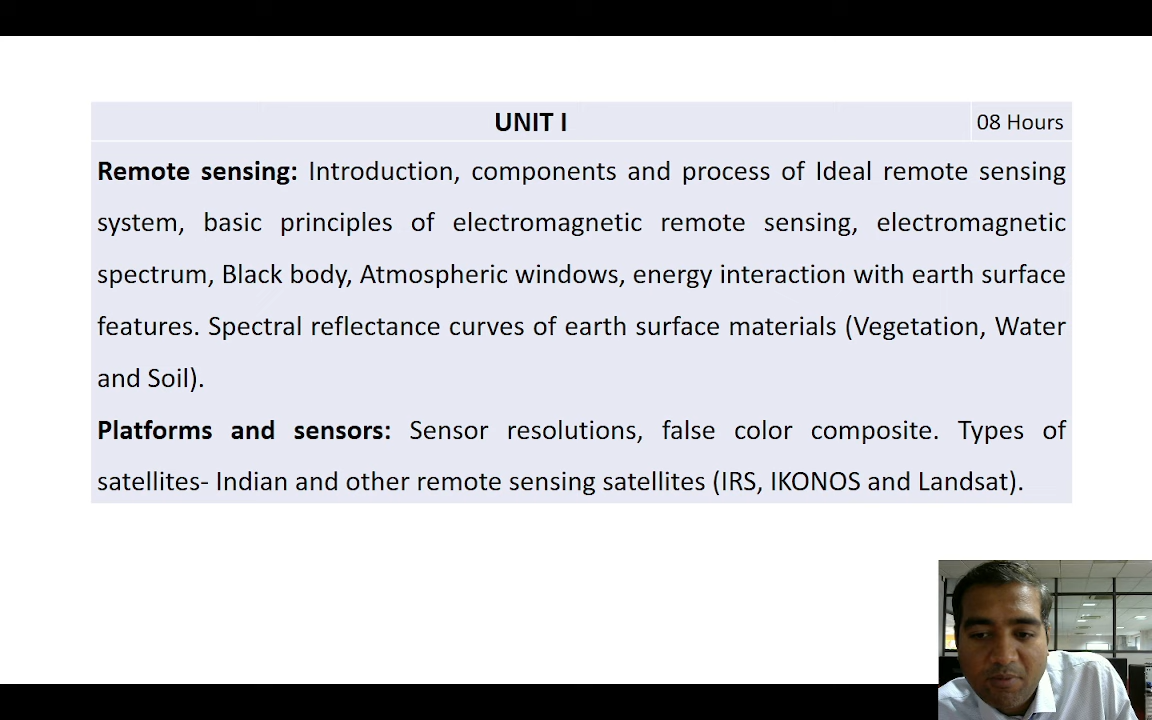 UNIT I
08 Hours
Remote sensing: Introduction, components and process of Ideal remote sensing
system, basic principles of electromagnetic remote sensing, electromagnetic
spectrum, Black body, Atmospheric windows, energy interaction with earth surface
features. Spectral reflectance curves of earth surface materials (Vegetation, Water
and Soil).
Platforms and sensors: Sensor resolutions, false color composite. Types of
satellites- Indian and other remote sensing satellites (IRS, IKONOS and Landsat).